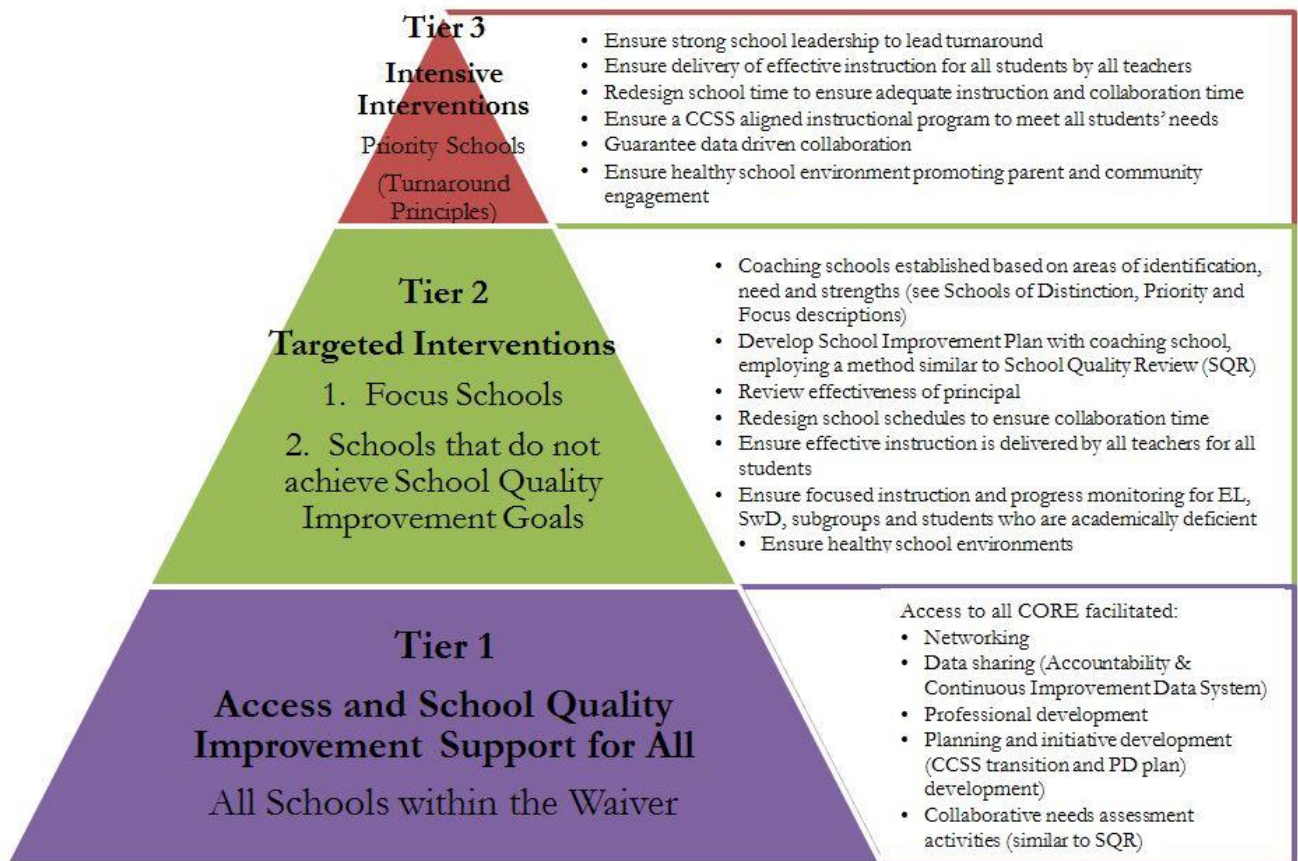 Tier 3
Intensive
Interventions
Priority Schools
(Turnaround
Principles)
• Ensure strong school leadership to lead turnaround
• Ensure delivery of effective instruction for all students by all teachers
• Redesign school time to ensure adequate instruction and collaboration time
• Ensure a CCSS aligned instructional program to meet all students' needs
• Guarantee data driven collaboration
• Ensure healthy school environment promoting parent and community
engagement
Tier 2
Targeted Interventions
1. Focus Schools
2. Schools that do not
achieve School Quality
Improvement Goals
• Coaching schools established based on areas of identification,
need and strengths (see Schools of Distinction, Priority and
Focus descriptions)
• Develop School Improvement Plan with coaching school,
employing a method similar to School Quality Review (SQR)
• Review effectiveness of principal
• Redesign school schedules to ensure collaboration time
• Ensure effective instruction is delivered by all teachers for all
students
• Ensure focused instruction and progress monitoring for EL,
SwD, subgroups and students who are academically deficient
• Ensure healthy school environments
Tier 1
Access and School Quality
Improvement Support for All
All Schools within the Waiver
Access to all CORE facilitated:
• Networking
• Data sharing (Accountability &
Continuous Improvement Data System)
• Professional development
• Planning and initiative development
(CCSS transition and PD plan)
development)
• Collaborative needs assessment
activities (similar to SQR)